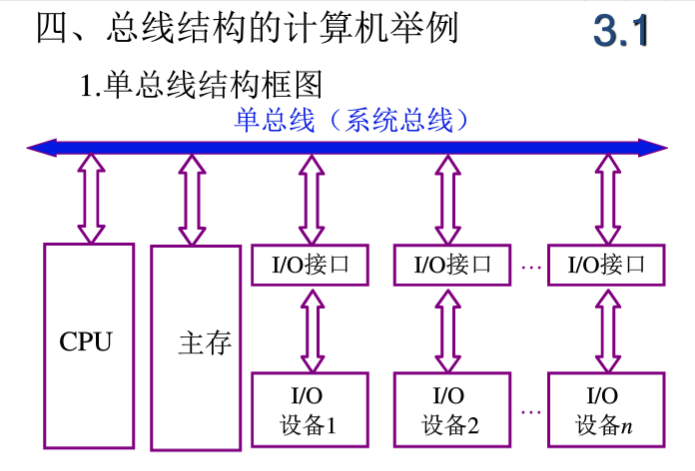 四、总线结构的计算机举例 3.1
1.单总线结构框图
单总线（系统总线）
CPU
主存
I/O接口
I/O接口
…
I/O接口
I/O
设备1
I/O
设备2
…
I/O
设备n